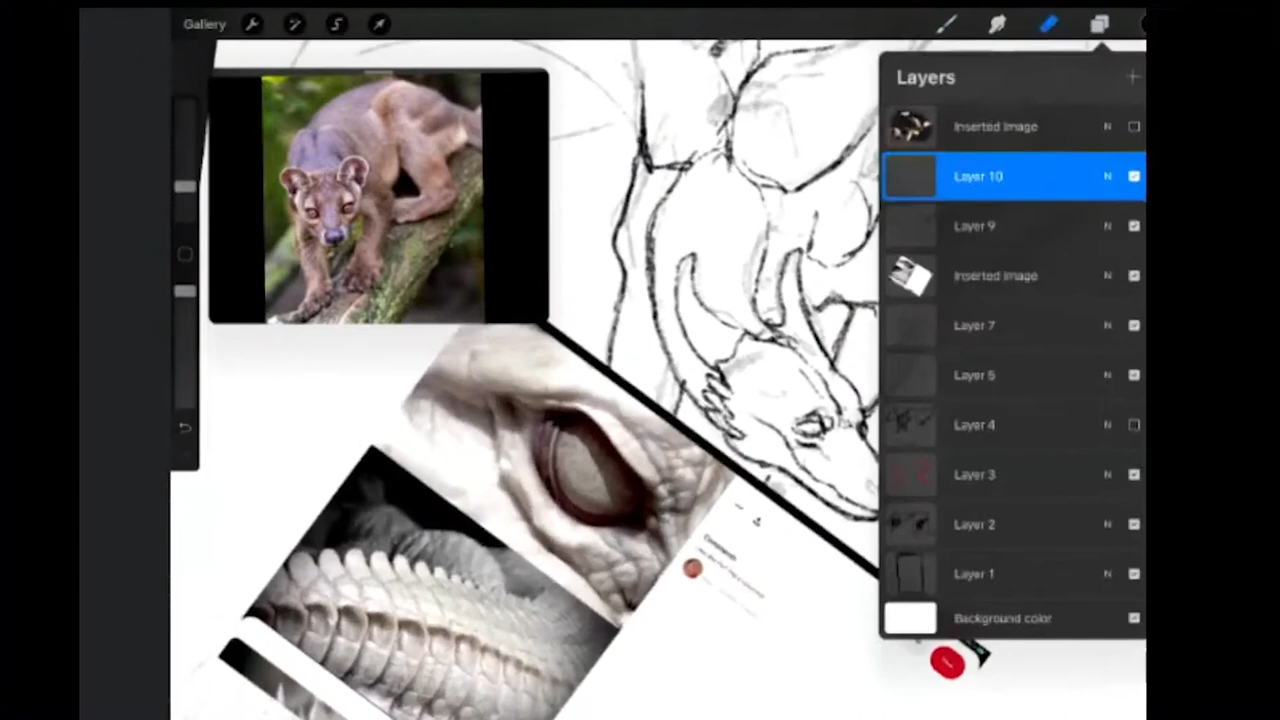 Gallery
Layers
Inserted Image N
Layer 10 N
Layer 9 N
Inserted Image N
Layer 7 N
Layer 5 N
Layer 4 N
Layer 3 N
Layer 2 N
Layer 1 N
Background color
Comments